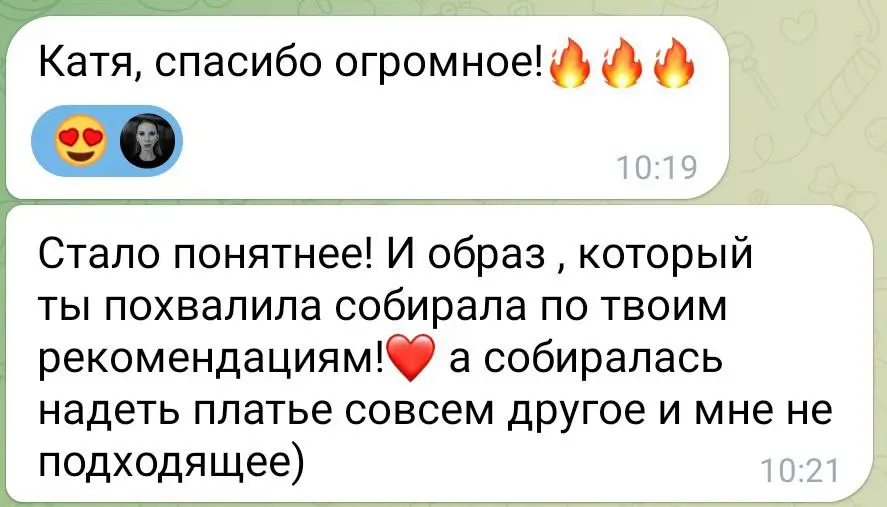 Катя, спасибо огромное!🔥🔥🔥
😍
10:19
Стало понятнее! И образ , который
ты похвалила собирала по твоим
рекомендациям!❤️ а собиралась
надеть платье совсем другое и мне не
подходящее)
10:21